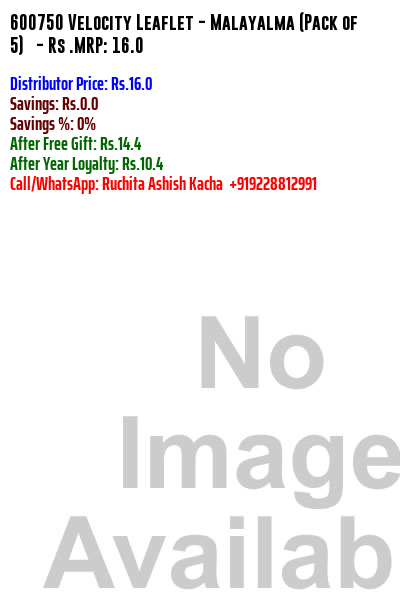 600750 Velocity Leaflet - Malayalma (Pack of
5) - Rs .MRP: 16.0
Distributor Price: Rs.16.0
Savings: Rs.0.0
Savings %: 0%
After Free Gift: Rs.14.4
After Year Loyalty: Rs.10.4
Call/WhatsApp: Ruchita Ashish Kacha +919228812991
No
Image
Availab